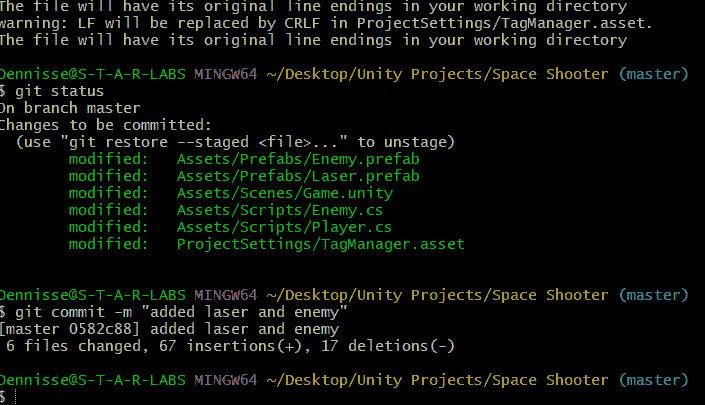 The file will have its original line endings in your working directory
warning: LF will be replaced by CRLF in ProjectSettings/TagManager.asset.
The file will have its original line endings in your working directory
Dennisse@S-T-A-R-LABS MINGW64 ~/Desktop/Unity Projects/Space Shooter (master)
$ git status
On branch master
Changes to be committed:
  (use "git restore --staged <file>..." to unstage)
        modified:   Assets/Prefabs/Enemy.prefab
        modified:   Assets/Prefabs/Laser.prefab
        modified:   Assets/Scenes/Game.unity
        modified:   Assets/Scripts/Enemy.cs
        modified:   Assets/Scripts/Player.cs
        modified:   ProjectSettings/TagManager.asset
Dennisse@S-T-A-R-LABS MINGW64 ~/Desktop/Unity Projects/Space Shooter (master)
$ git commit -m "added laser and enemy"
[master 0582c88] added laser and enemy
 6 files changed, 67 insertions(+), 17 deletions(-)
Dennisse@S-T-A-R-LABS MINGW64 ~/Desktop/Unity Projects/Space Shooter (master)
$